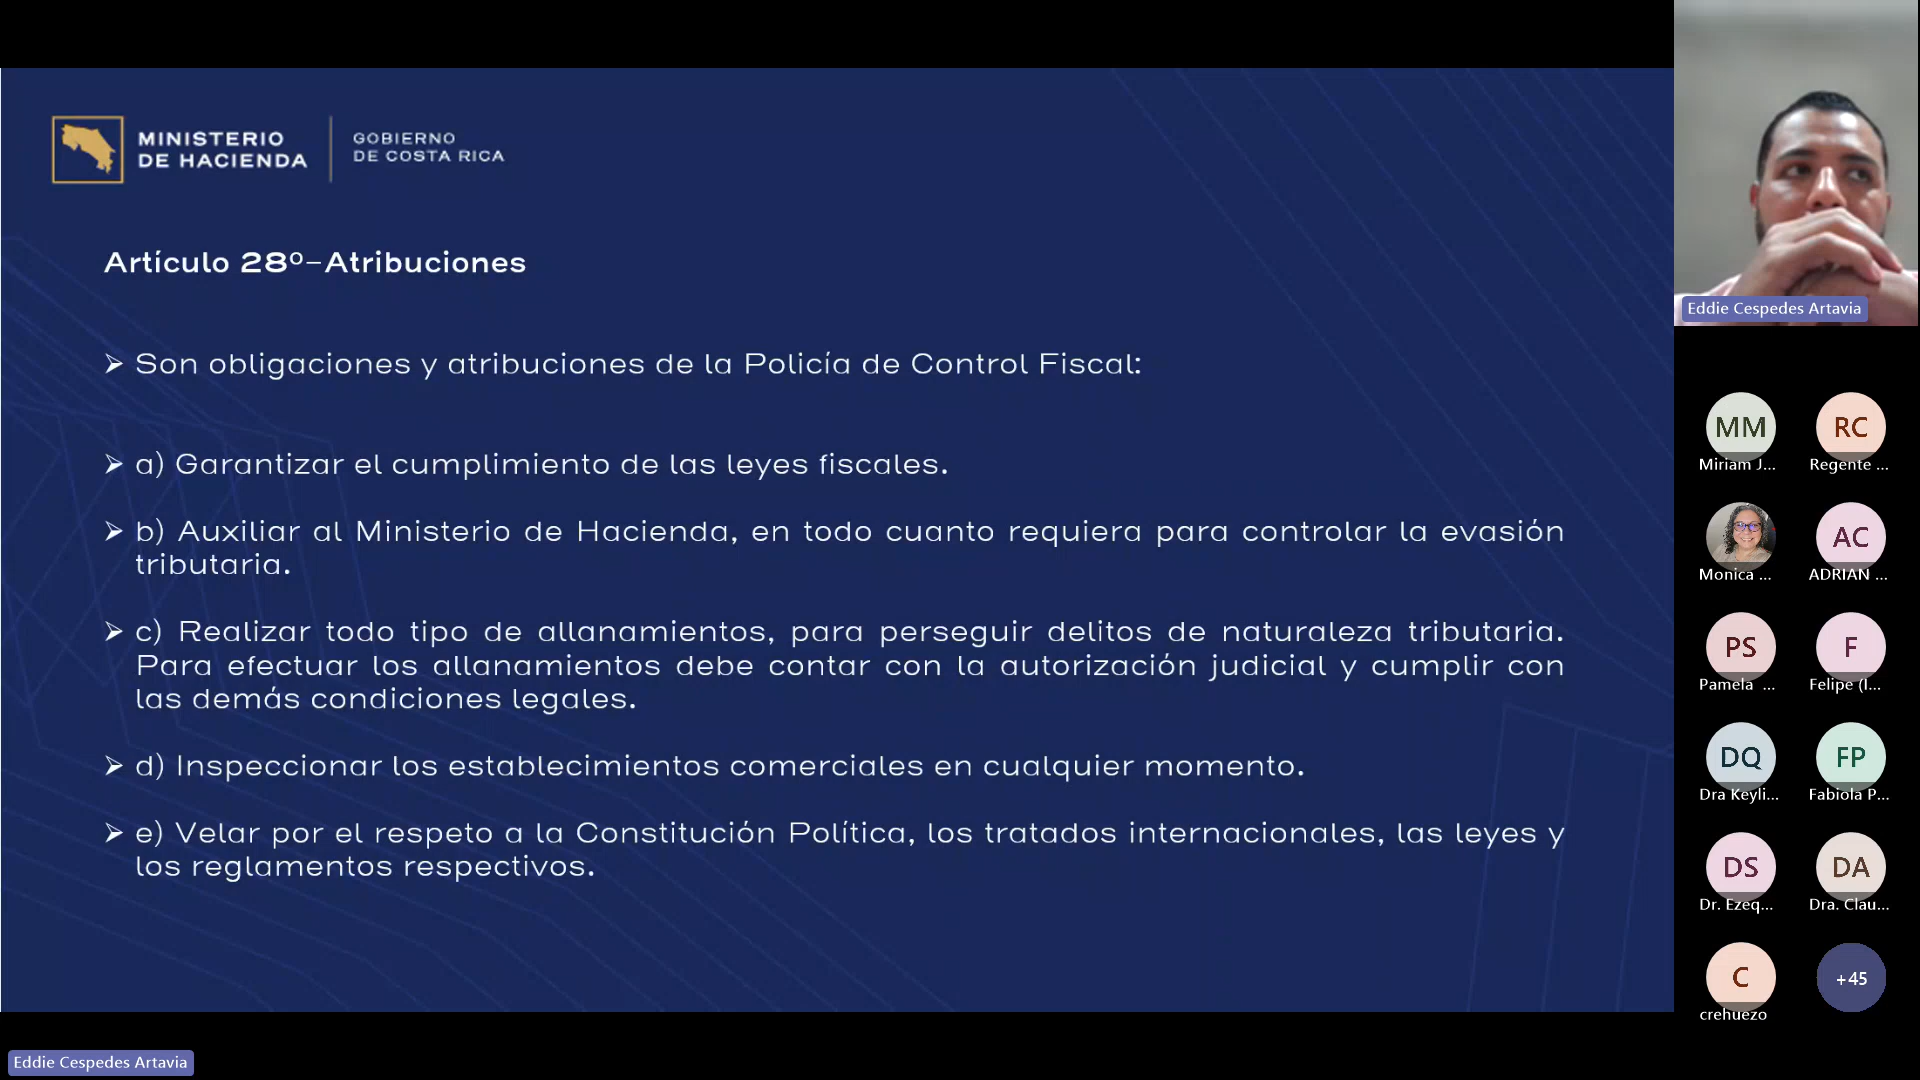 MINISTERIO
DE HACIENDA
GOBIERNO
DE COSTA RICA
Artículo 28º-Atribuciones
➢ Son obligaciones y atribuciones de la Policía de Control Fiscal:
➢ a) Garantizar el cumplimiento de las leyes fiscales.
➢ b) Auxiliar al Ministerio de Hacienda, en todo cuanto requiera para controlar la evasión
tributaria.
➢ c) Realizar todo tipo de allanamientos, para perseguir delitos de naturaleza tributaria.
Para efectuar los allanamientos debe contar con la autorización judicial y cumplir con
las demás condiciones legales.
➢ d) Inspeccionar los establecimientos comerciales en cualquier momento.
➢ e) Velar por el respeto a la Constitución Política, los tratados internacionales, las leyes y
los reglamentos respectivos.
Eddie Cespedes Artavia
Eddie Cespedes Artavia
MM
Miriam J...
RC
Regente ...
Monica ...
AC
ADRIAN ...
PS
Pamela ...
F
Felipe (I...
DQ
Dra Keyli...
FP
Fabiola P...
DS
Dr. Ezeq...
DA
Dra. Clau...
C
crehuezo
+45